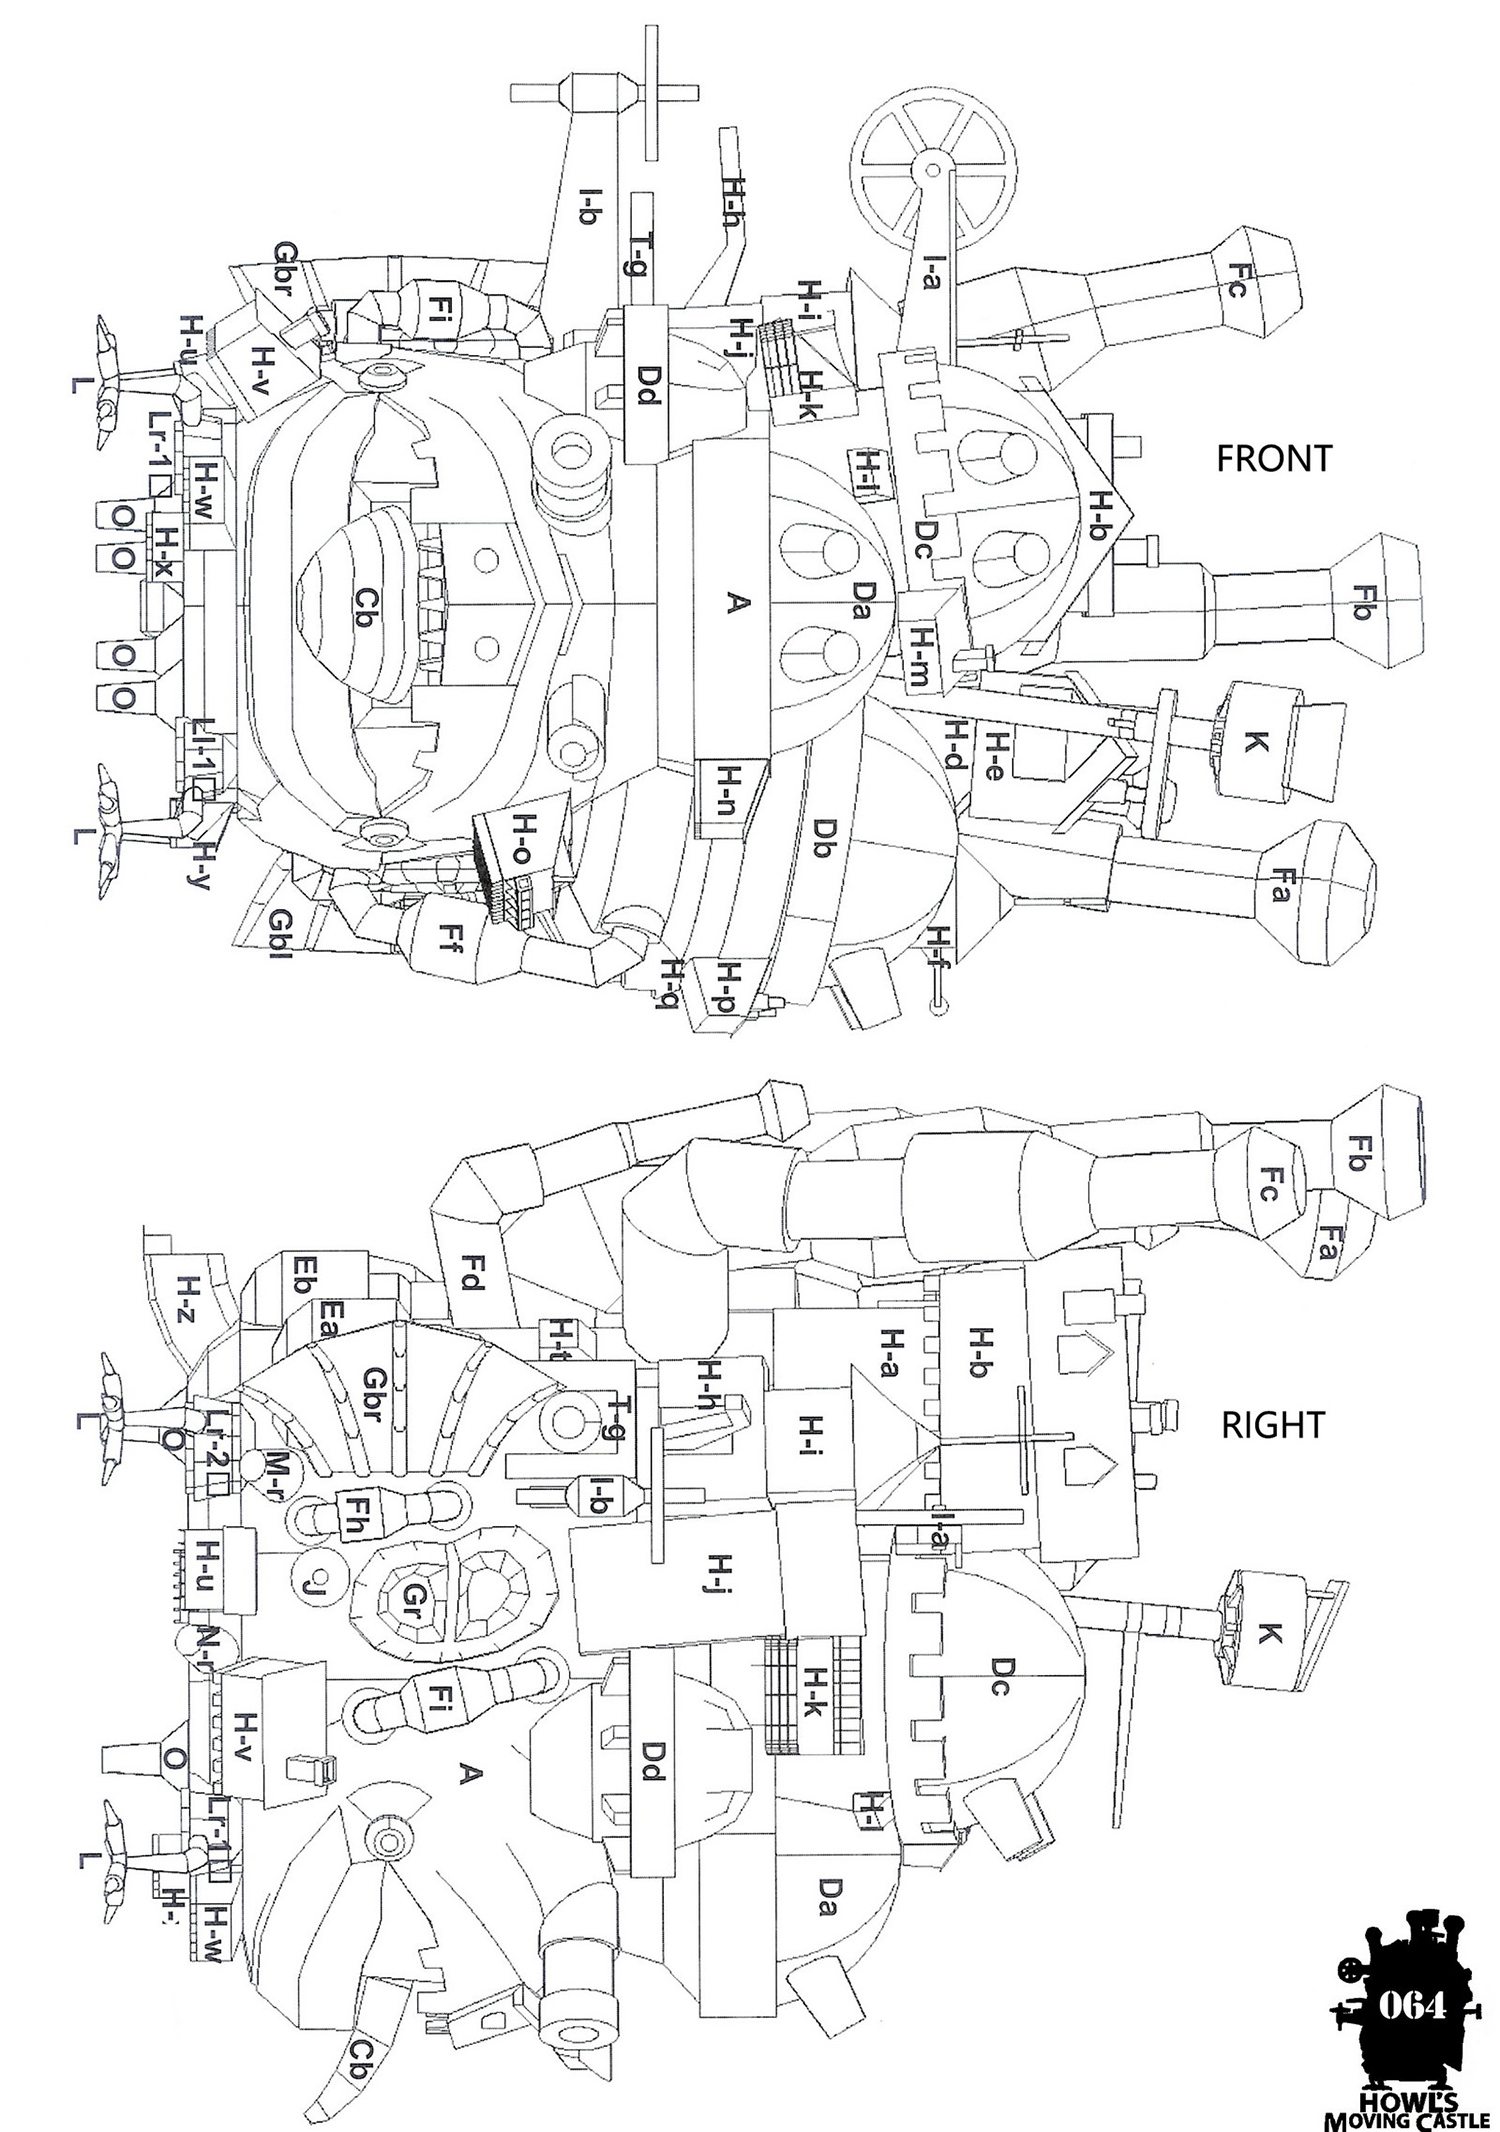 FRONT
Fc
Fb
Fa
K
I-a
I-b
T-g
H-h
H-i
H-j
H-k
H-b
Dc
Da
H-m
H-d
H-e
Dd
A
H-n
Db
H-f
H-p
H-q
H-o
Ff
Fi
Gbr
H-u
H-v
L
Lr-1
H-w
H-x
O
O
O
O
Cb
Ll-1
L
H-y
Gbl
RIGHT
Fb
Fc
Fa
K
H-b
H-a
I-a
Dc
H-h
H-i
H-j
H-k
Da
Fd
H-t
T-g
I-b
Dd
Eb
Ea
Gbr
Fh
J
Gr
Fi
A
H-z
L
O
Lr-2
M-r
H-u
N-r
H-v
O
Lr-1
L
H-w
Cb
064
HOWL'S
MOVING CASTLE